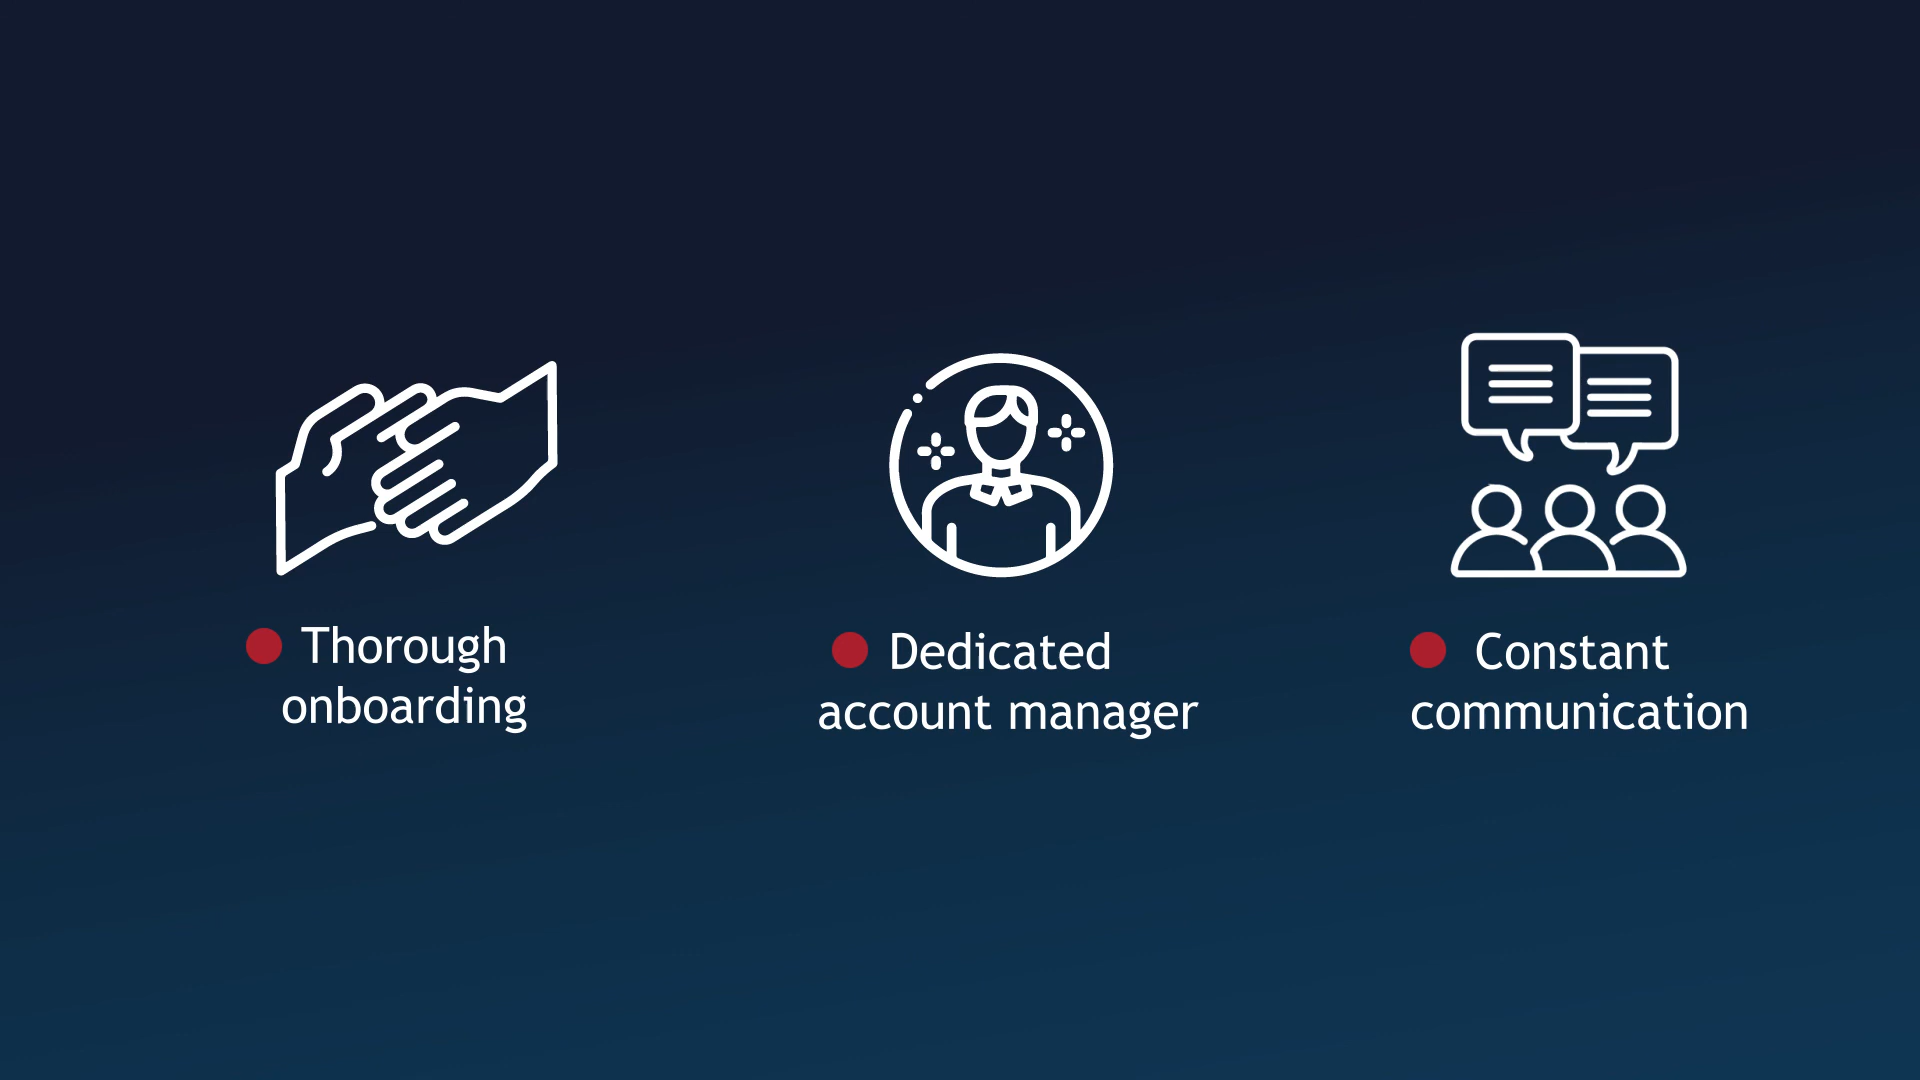 Thorough
onboarding
Dedicated
account manager
Constant
communication